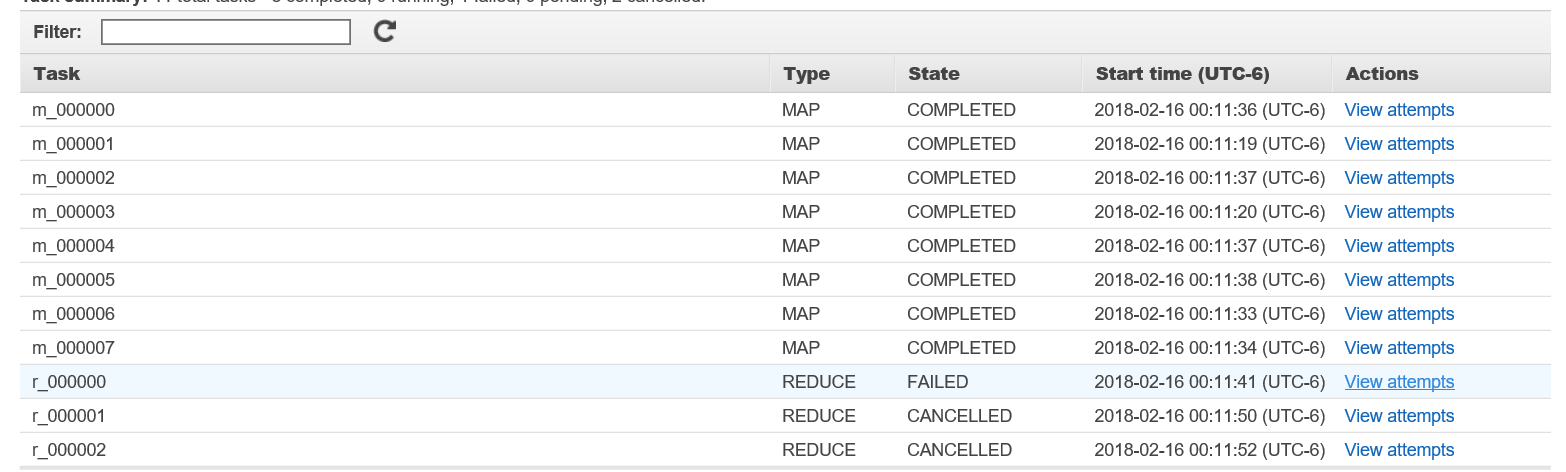 Task summary: 11 total tasks - 8 completed, 0 running, 1 failed, 0 pending, 2 cancelled.
Filter:
Task Type State Start time (UTC-6) Actions
m_000000 MAP COMPLETED 2018-02-16 00:11:36 (UTC-6) View attempts
m_000001 MAP COMPLETED 2018-02-16 00:11:19 (UTC-6) View attempts
m_000002 MAP COMPLETED 2018-02-16 00:11:37 (UTC-6) View attempts
m_000003 MAP COMPLETED 2018-02-16 00:11:20 (UTC-6) View attempts
m_000004 MAP COMPLETED 2018-02-16 00:11:37 (UTC-6) View attempts
m_000005 MAP COMPLETED 2018-02-16 00:11:38 (UTC-6) View attempts
m_000006 MAP COMPLETED 2018-02-16 00:11:33 (UTC-6) View attempts
m_000007 MAP COMPLETED 2018-02-16 00:11:34 (UTC-6) View attempts
r_000000 REDUCE FAILED 2018-02-16 00:11:41 (UTC-6) View attempts
r_000001 REDUCE CANCELLED 2018-02-16 00:11:50 (UTC-6) View attempts
r_000002 REDUCE CANCELLED 2018-02-16 00:11:52 (UTC-6) View attempts